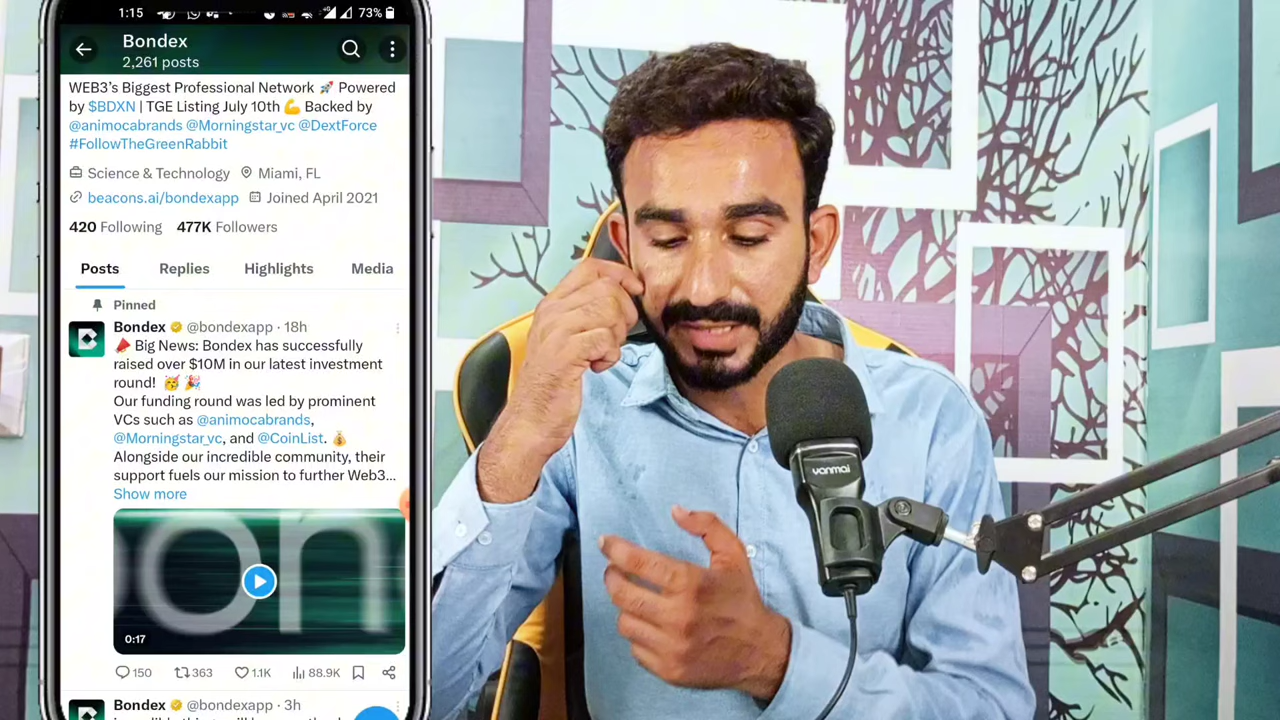 1:15
73%
Bondex
2,261 posts
WEB3's Biggest Professional Network 🚀 Powered
by $BDXN | TGE Listing July 10th 💪 Backed by
@animocabrands @Morningstar_vc @DextForce
#FollowTheGreenRabbit
Science & Technology Miami, FL
beacons.ai/bondexapp Joined April 2021
420 Following 477K Followers
Posts Replies Highlights Media
Pinned
Bondex @bondexapp · 18h
📣 Big News: Bondex has successfully
raised over $10M in our latest investment
round! 🥳 🎉
Our funding round was led by prominent
VCs such as @animocabrands,
@Morningstar_vc, and @CoinList. 💰
Alongside our incredible community, their
support fuels our mission to further Web3...
Show more
on
0:17
150 363 1.1K 88.9K
Bondex @bondexapp · 3h
yanmai